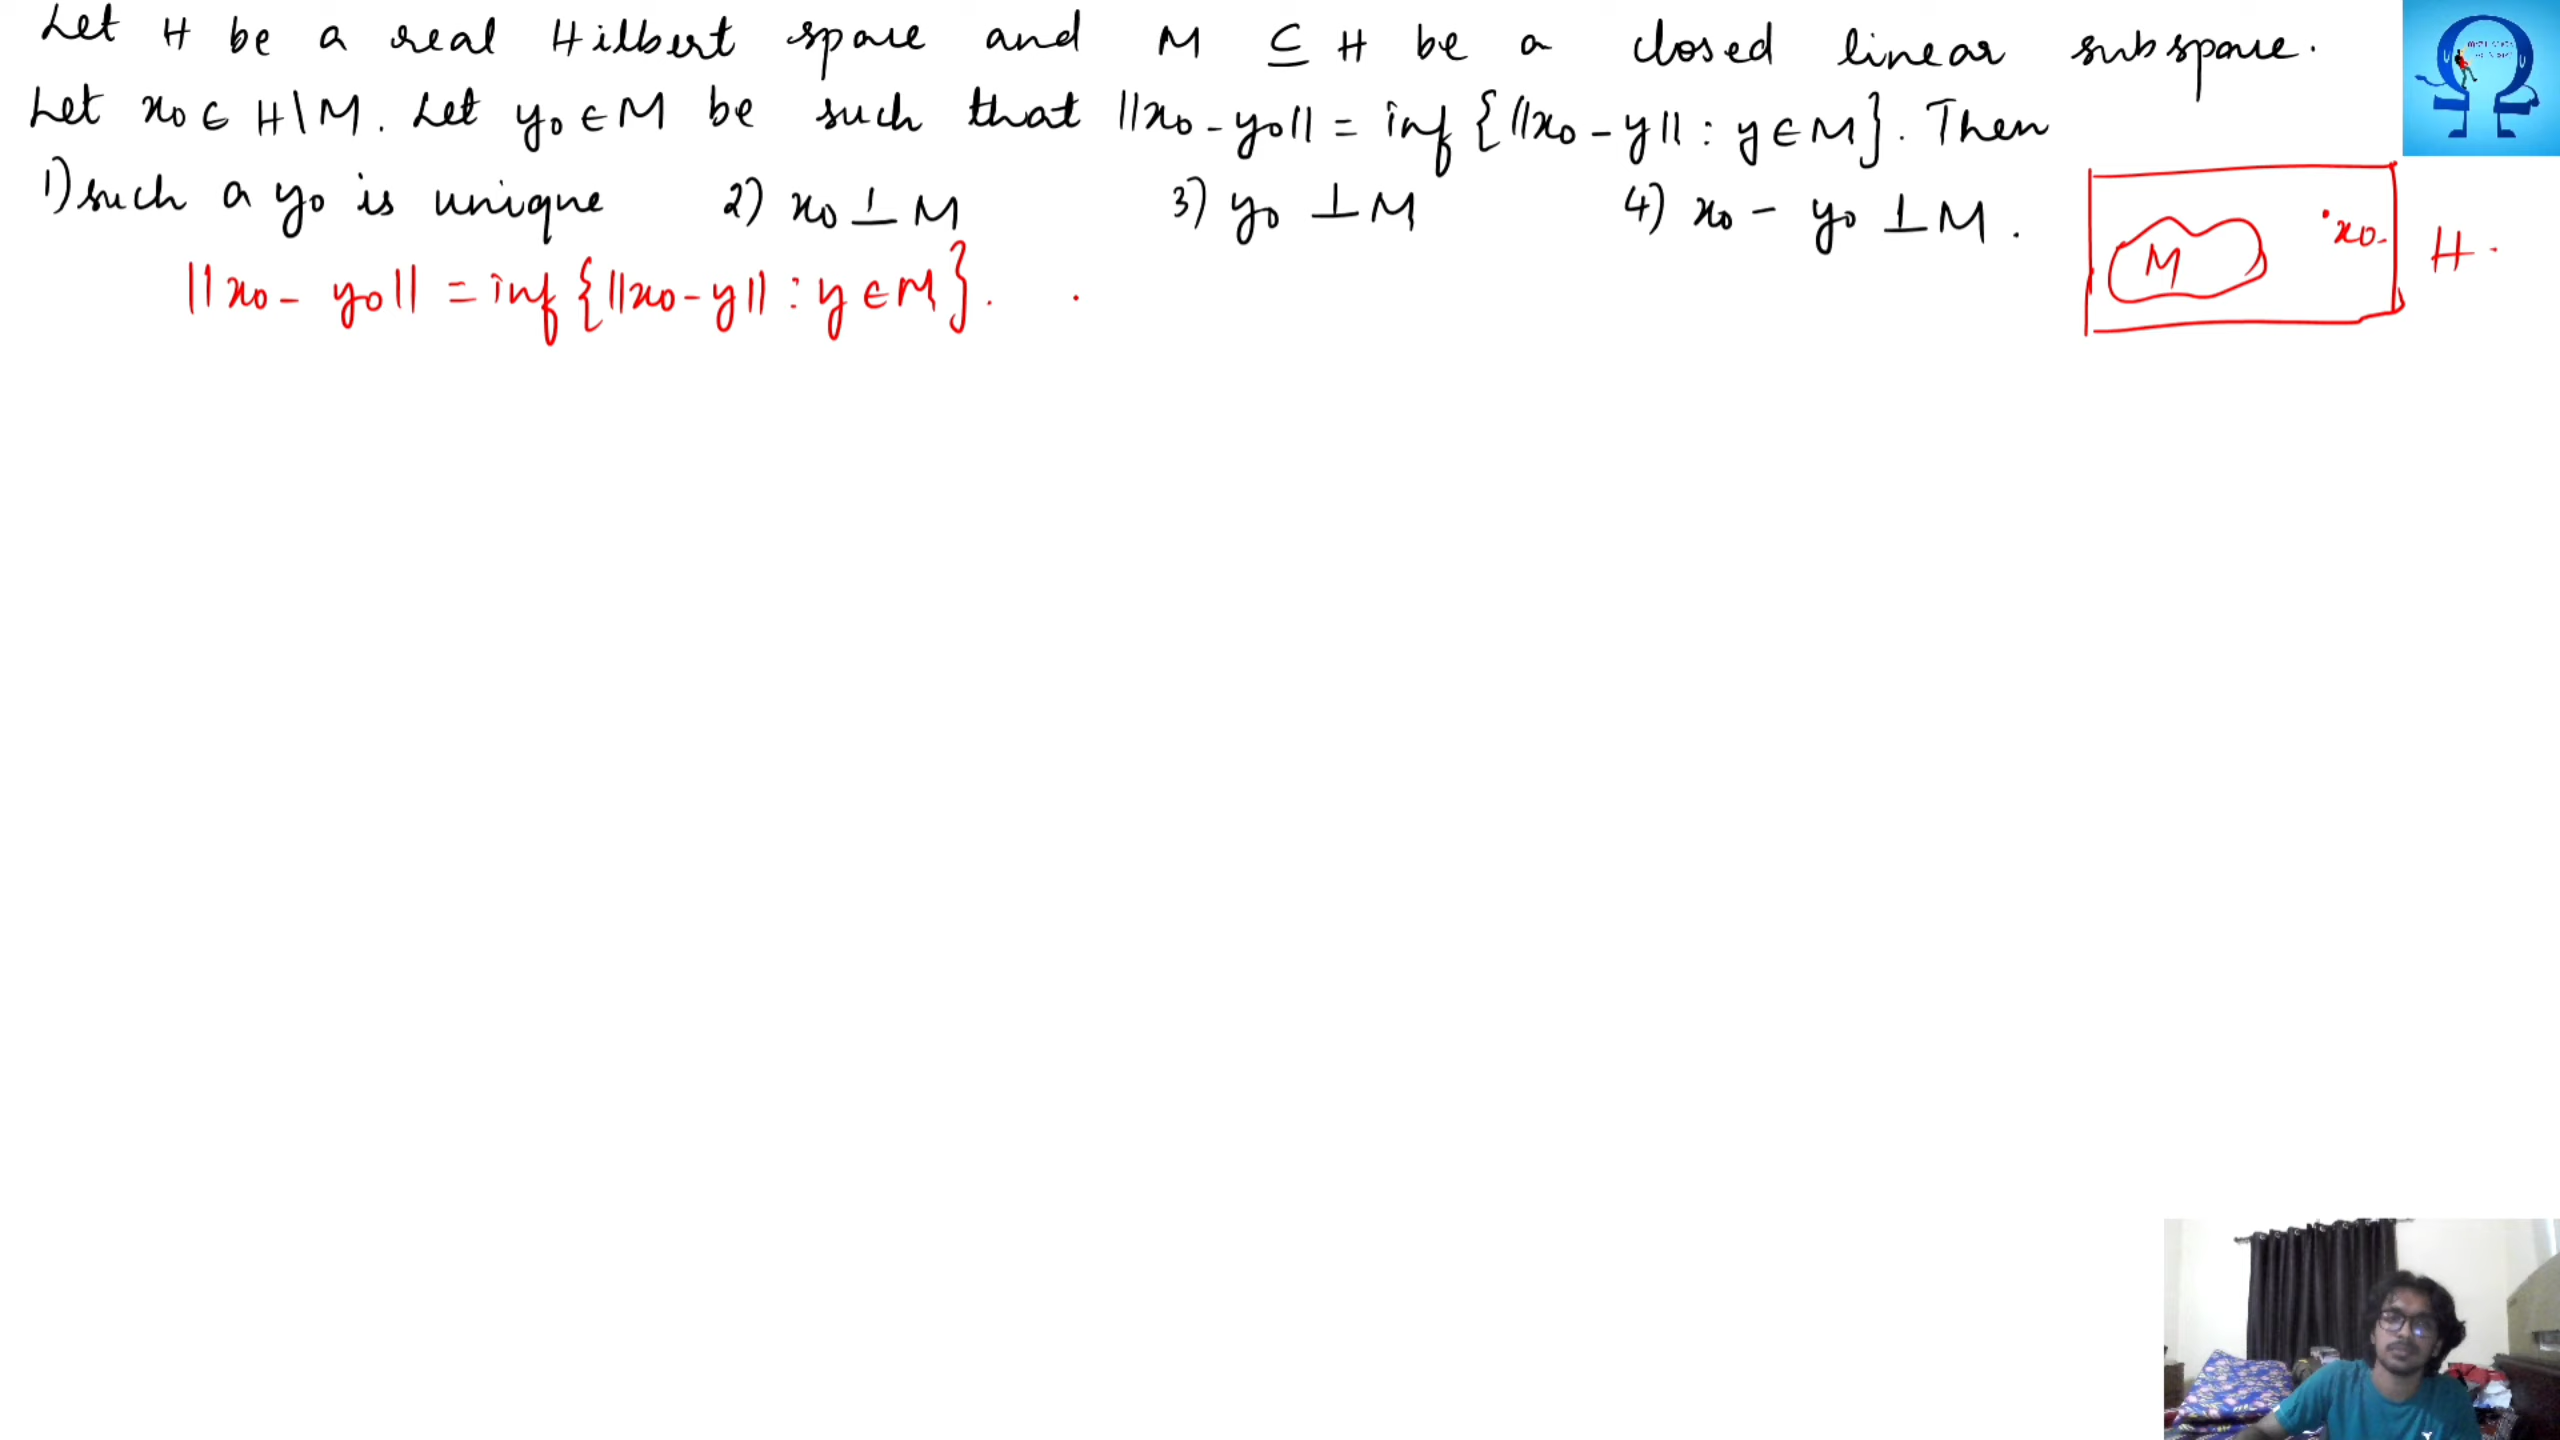 Let H be a real Hilbert space and M ⊆ H be a closed linear subspace.
Let x₀ ∈ H\M. Let y₀ ∈ M be such that ||x₀ - y₀|| = inf {||x₀ - y|| : y ∈ M}. Then
1) such a y₀ is unique 2) x₀ ⊥ M 3) y₀ ⊥ M 4) x₀ - y₀ ⊥ M.
||x₀ - y₀|| = inf {||x₀ - y|| : y ∈ M}. .
M
x₀.
H.